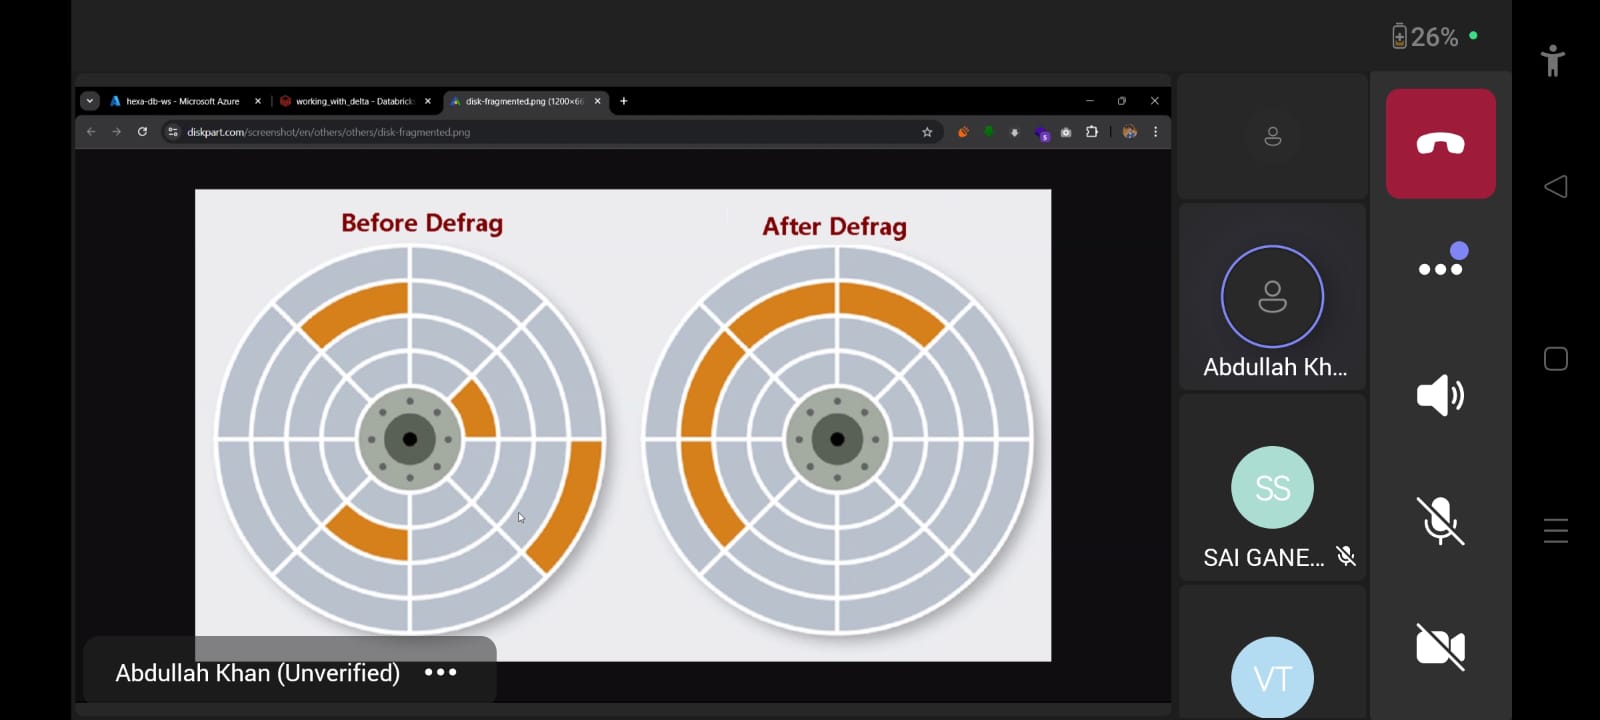 26%
hexa-db-ws - Microsoft Azure
working_with_delta - Databrick
disk-fragmented.png (1200×66
diskpart.com/screenshot/en/others/others/disk-fragmented.png
Before Defrag
After Defrag
Abdullah Kh...
SS
SAI GANE...
VT
Abdullah Khan (Unverified)